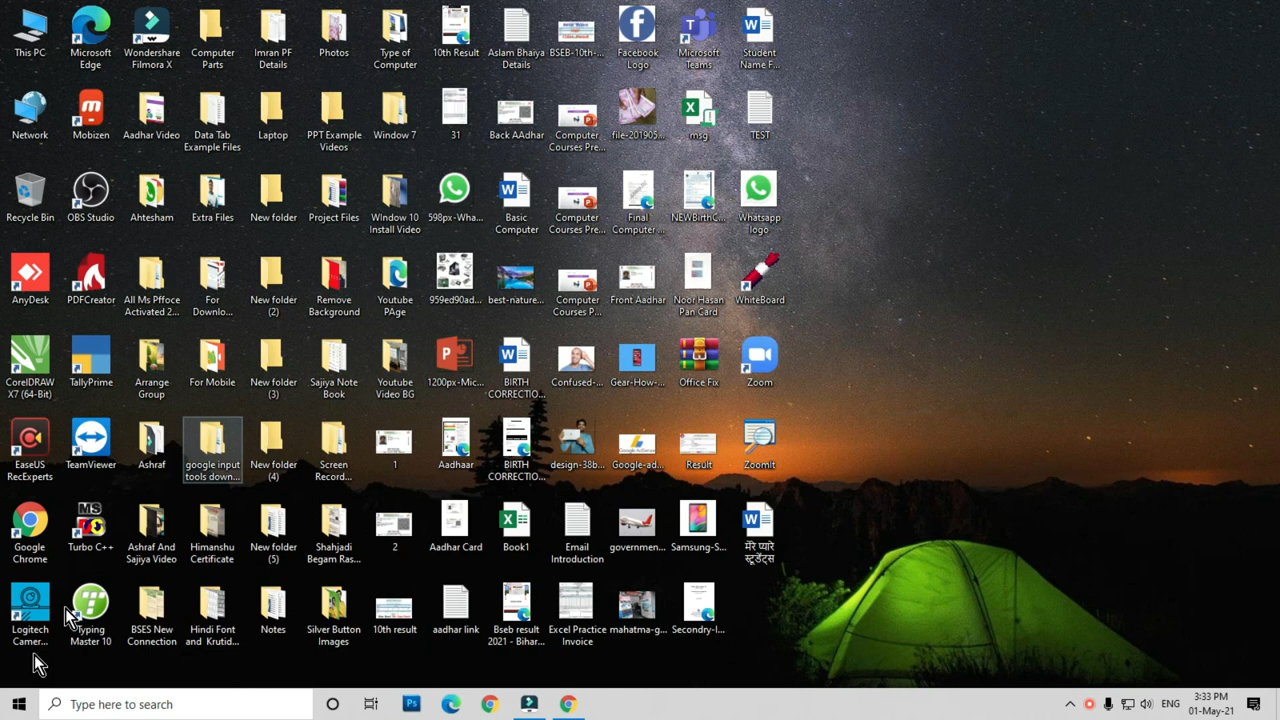 This PC
Microsoft Edge
Wondershare Filmora X
Computer Parts
Imran PF Details
Photos
Type of Computer
10th Result
Aslam Bhaiya Details
BSEB-10th-...
Facebook Logo
Microsoft Teams
Student Name F...
Network
Mobizen
Aadhar Video
Data Tab Example Files
Laptop
PPT Example Videos
Window 7
31
Back AAdhar
Computer Courses Pre...
file-201905...
msg
TEST
Recycle Bin
OBS Studio
Ahtesham
Extra Files
New folder
Project Files
WIndow 10 Install Video
598px-Wha...
Basic Computer
Computer Courses Pre...
Final Computer ...
NEWBirthC...
Whatsapp logo
AnyDesk
PDFCreator
All Ms Pffoce Activated 2...
For Downlo...
New folder (2)
Remove Background
Youtube PAge
959ed90ad...
best-nature...
Computer Courses P...
Front Aadhar
Noor Hasan Pan Card
WhiteBoard
CorelDRAW (64-Bit)
TallyPrime
Arrange Group
For Mobile
New folder (3)
Sajiya Note Book
Youtube Video BG
1200px-Mic...
BIRTH CORRECTIO...
Confused-...
Gear-How-...
Office Fix
Zoom
EaseUS RecExperts
TeamViewer
Ashraf
google input tools down...
New folder (4)
Screen Record...
1
Aadhaar
BIRTH CORRECTIO...
design-38b...
Google-ad...
Result
ZoomIt
Google Chrome
Turbo C++
Ashraf And Sajiya Video
Himanshu Certificate
New folder (5)
Shahjadi Begam Ras...
2
Aadhar Card
Book1
Email Introduction
governmen...
Samsung-S...
मेरे प्यारे स्टूडेंट्स
Logitech Camer...
Typing Master 10
BSES New Connection
Hindi Font and Krutid...
Notes
Silver Button Images
10th result
aadhar link
Bseb result 2021 - Bihar...
Excel Practice Invoice
mahatma-g...
Secondry-I...
Type here to search
ENG
3:33 PM
01-May-21